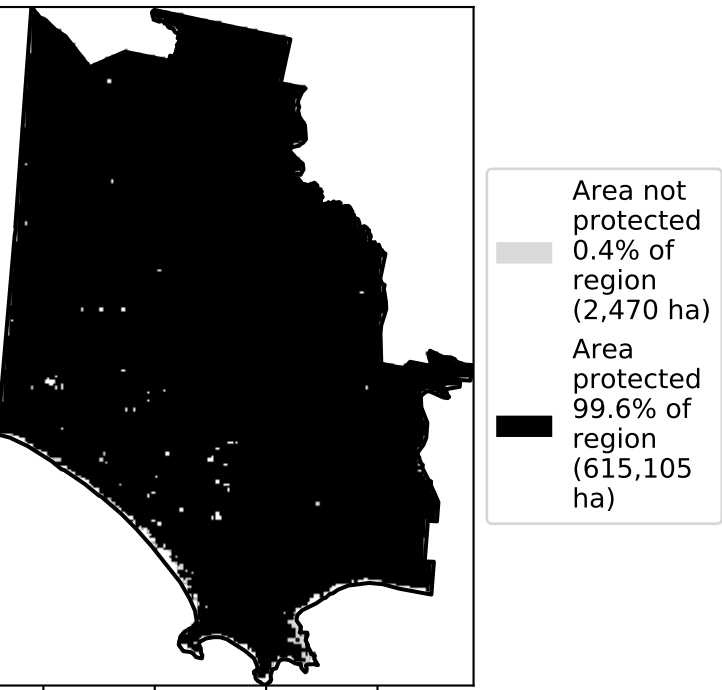 Area not
protected
0.4% of
region
(2,470 ha)
Area
protected
99.6% of
region
(615,105
ha)